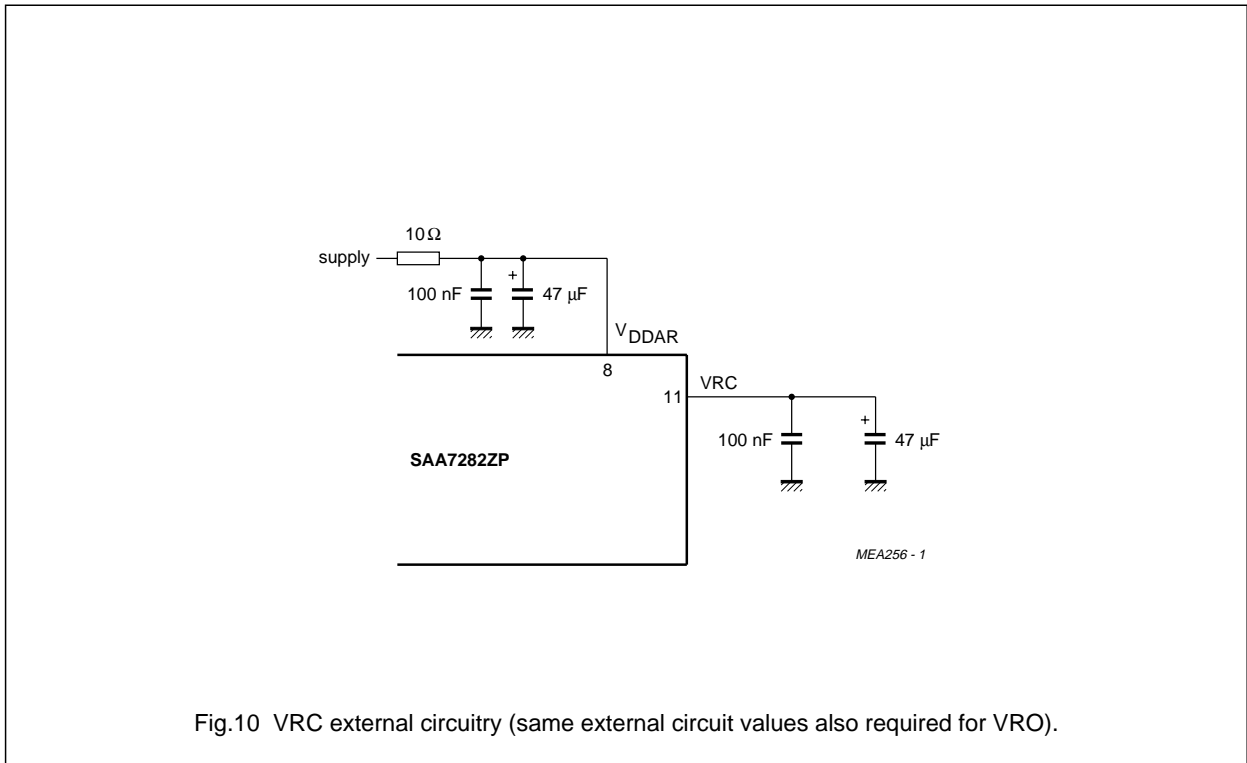 10 Ω
supply
100 nF
+
47 μF
V DDAR
8
11
VRC
100 nF
+
47 μF
SAA7282ZP
MEA256 - 1
Fig.10 VRC external circuitry (same external circuit values also required for VRO).